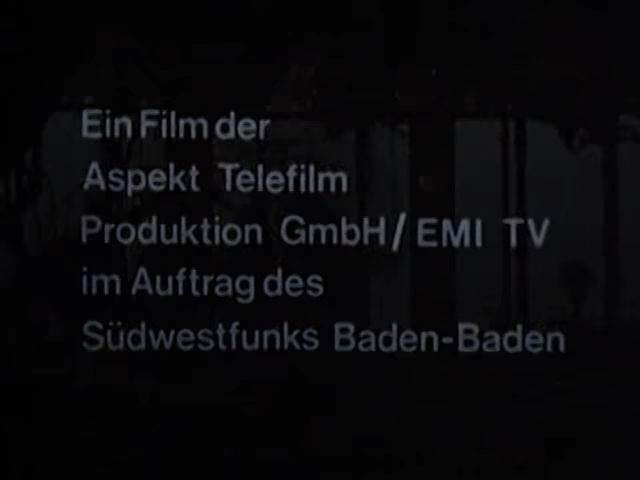 Ein Film der
Aspekt Telefilm
Produktion GmbH/EMI TV
im Auftrag des
Südwestfunks Baden-Baden